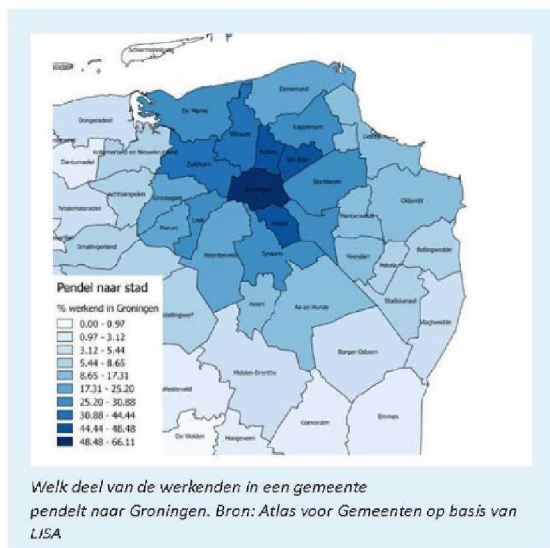 Schiermonnikoog
Eemsmond
De Marne
Dongeradeel
Winsum
Loppersum
Bedum
Ten Boer
Kollumerland en Nieuwkruisland
Dantumadiel
Zuidhorn
Achtkarspelen
Grootegast
Groningen
Slochteren
Oldambt
Tytsjerksteradiel
Leek
Marum
Haren
Menterwolde
Smallingerland
Noordenveld
Tynaarlo
Veendam
Bellingwedde
Pekela
Assen
Aa en Hunze
Stadskanaal
Vlagtwedde
Midden-Drenthe
Borger-Odoorn
Westerveld
De Wolden
Hoogeveen
Coevorden
Emmen
Pendel naar stad
% werkend in Groningen
0.00 - 0.97
0.97 - 3.12
3.12 - 5.44
5.44 - 8.65
8.65 - 17.31
17.31 - 25.20
25.20 - 30.88
30.88 - 44.44
44.44 - 48.48
48.48 - 66.11
Welk deel van de werkenden in een gemeente
pendelt naar Groningen. Bron: Atlas voor Gemeenten op basis van
LISA